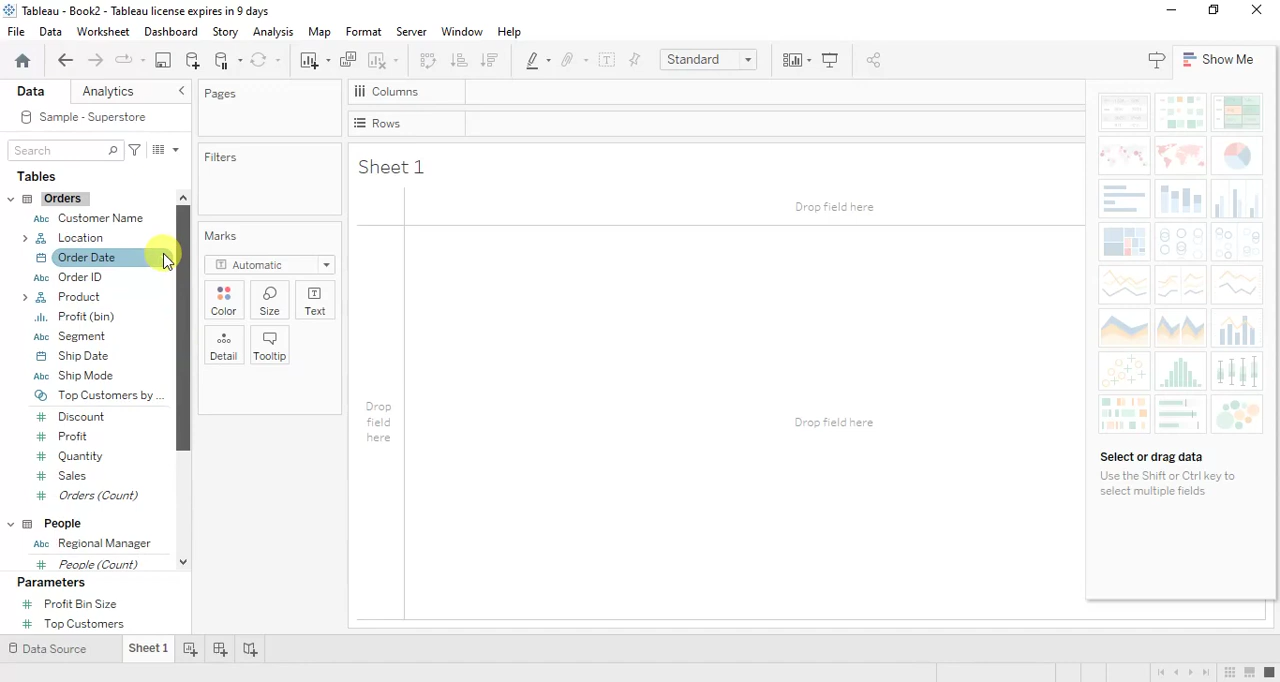 Tableau - Book2 - Tableau license expires in 9 days
File Data Worksheet Dashboard Story Analysis Map Format Server Window Help
Standard
Show Me
Data Analytics
Sample - Superstore
Search
Tables
Orders
Abc Customer Name
Location
Order Date
Abc Order ID
Product
Profit (bin)
Abc Segment
Ship Date
Abc Ship Mode
Top Customers by ...
# Discount
# Profit
# Quantity
# Sales
# Orders (Count)
People
Abc Regional Manager
# People (Count)
Parameters
# Profit Bin Size
# Top Customers
Pages
Filters
Marks
Automatic
Color Size Text
Detail Tooltip
Columns
Rows
Sheet 1
Drop field here
Drop
field
here
Drop field here
Select or drag data
Use the Shift or Ctrl key to
select multiple fields
Data Source Sheet 1